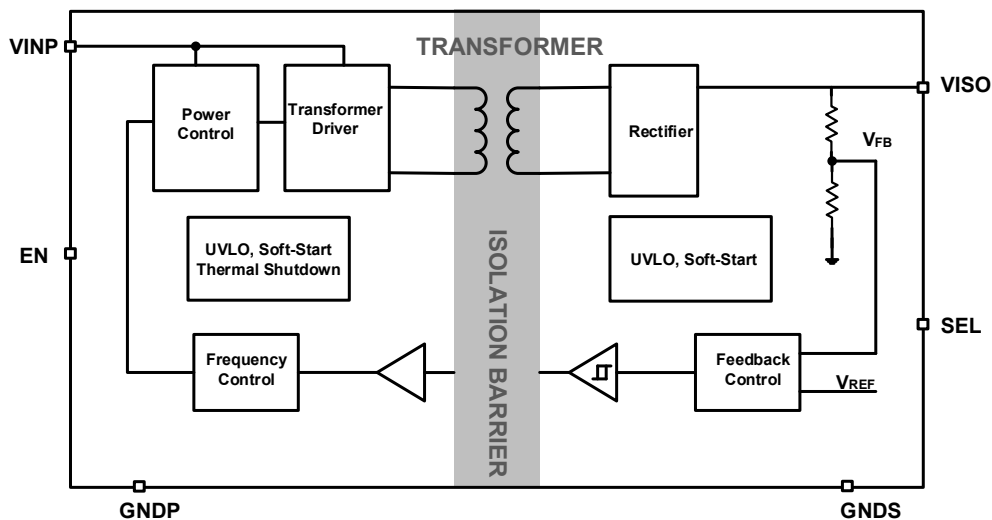 VINP
TRANSFORMER
Power
Control
Transformer
Driver
Rectifier
VISO
VFB
EN
UVLO, Soft-Start
Thermal Shutdown
ISOLATION BARRIER
UVLO, Soft-Start
SEL
Frequency
Control
Feedback
Control
VREF
GNDP
GNDS